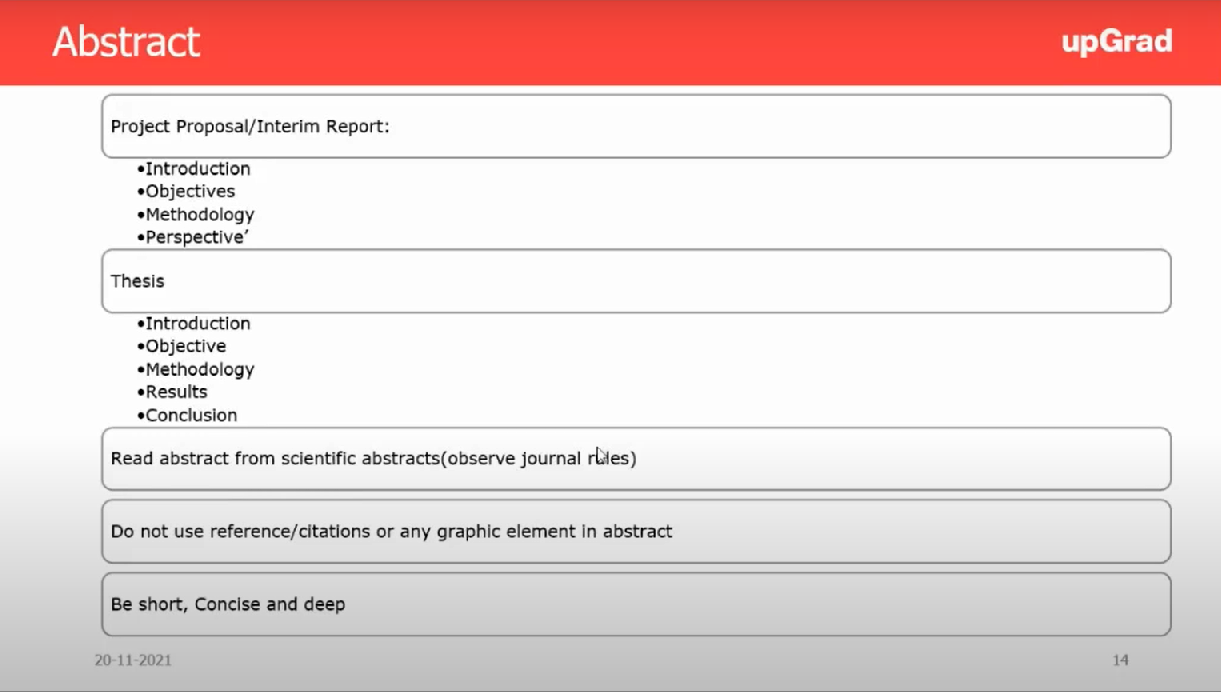 Abstract
upGrad
Project Proposal/Interim Report:
•Introduction
•Objectives
•Methodology
•Perspective’
Thesis
•Introduction
•Objective
•Methodology
•Results
•Conclusion
Read abstract from scientific abstracts(observe journal rules)
Do not use reference/citations or any graphic element in abstract
Be short, Concise and deep
20-11-2021
14